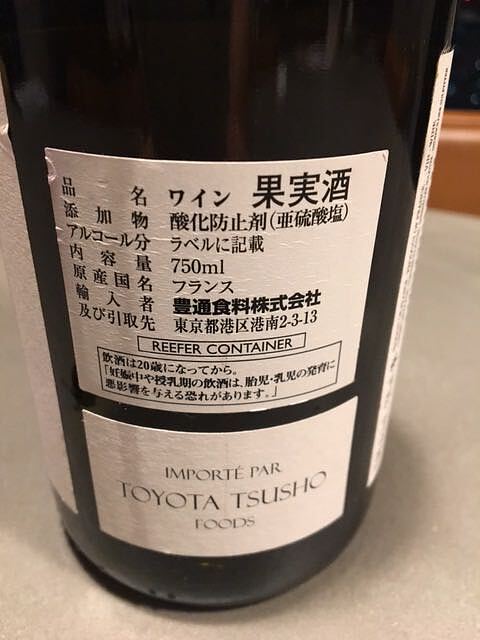 品名 ワイン 果実酒
添加物 酸化防止剤(亜硫酸塩)
アルコール分 ラベルに記載
内容量 750ml
原産国名 フランス
輸入者 豊通食料株式会社
及び引取先 東京都港区港南2-3-13
REEFER CONTAINER
飲酒は20歳になってから。
「妊娠中や授乳期の飲酒は、胎児・乳児の発育に
悪影響を与える恐れがあります。」
IMPORTÉ PAR
TOYOTA TSUSHO
FOODS